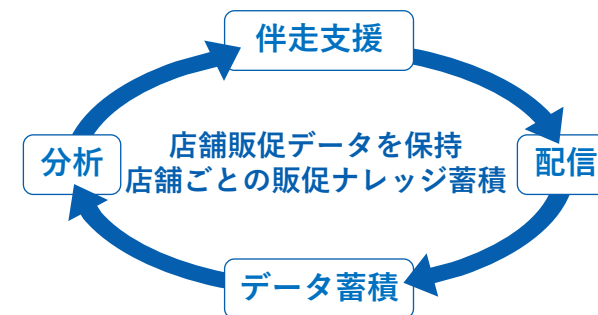 伴走支援
店舗販促データを保持
分析
配信
店舗ごとの販促ナレッジ蓄積
データ蓄積